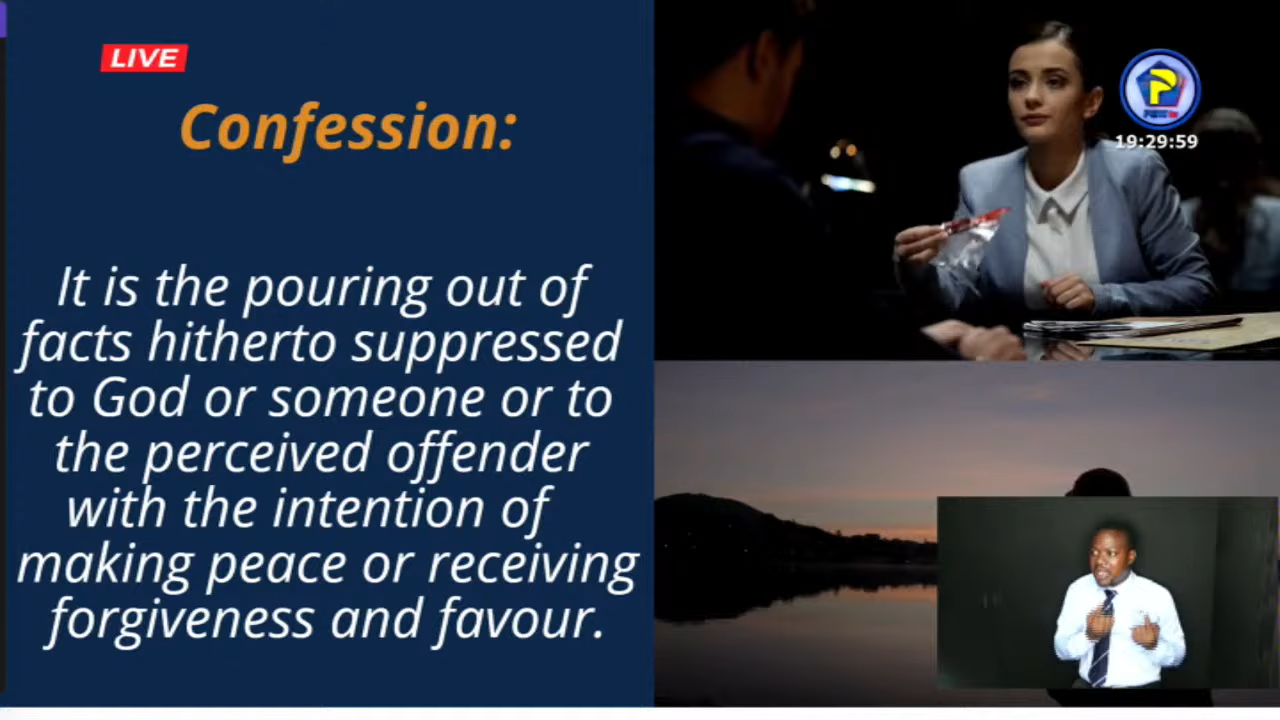 LIVE
Confession:
It is the pouring out of
facts hitherto suppressed
to God or someone or to
the perceived offender
with the intention of
making peace or receiving
forgiveness and favour.
P
19:29:59